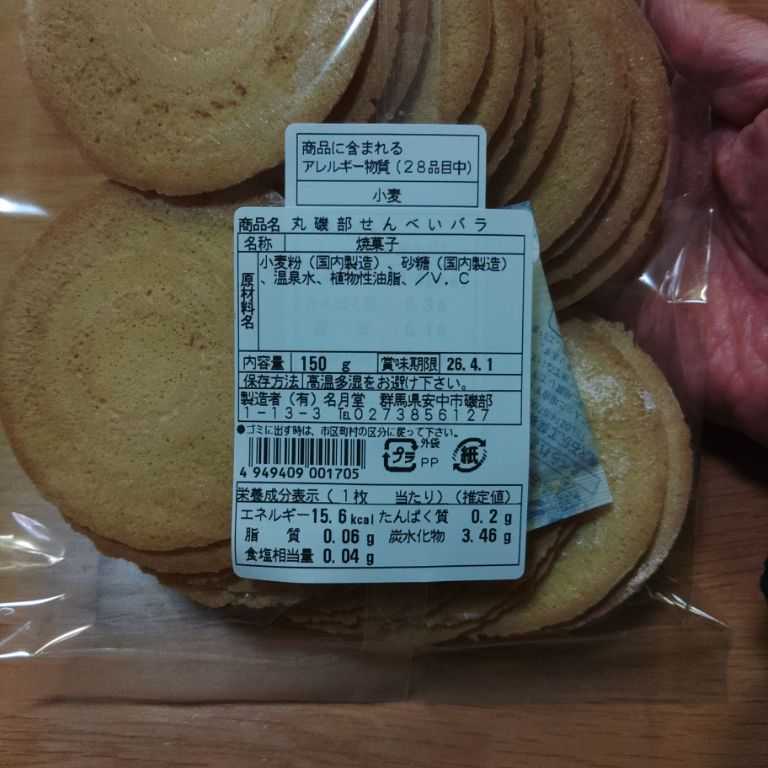 商品に含まれる
アレルギー物質(28品目中)
小麦
商品名 丸磯部せんべいバラ
名称 焼菓子
原材料名 小麦粉(国内製造)、砂糖(国内製造)
、温泉水、植物性油脂、/V.C
内容量 150 g 賞味期限 26.4.1
保存方法 高温多湿をお避け下さい。
製造者(有)名月堂 群馬県安中市磯部
1-13-3 ℡0273856127
●ゴミに出す時は、市区町村の区分に従って下さい。
プラ 外袋 PP 紙
4 949409 001705
栄養成分表示(1枚 当たり)(推定値)
エネルギー15.6kcal たんぱく質 0.2g
脂質 0.06g 炭水化物 3.46g
食塩相当量 0.04g